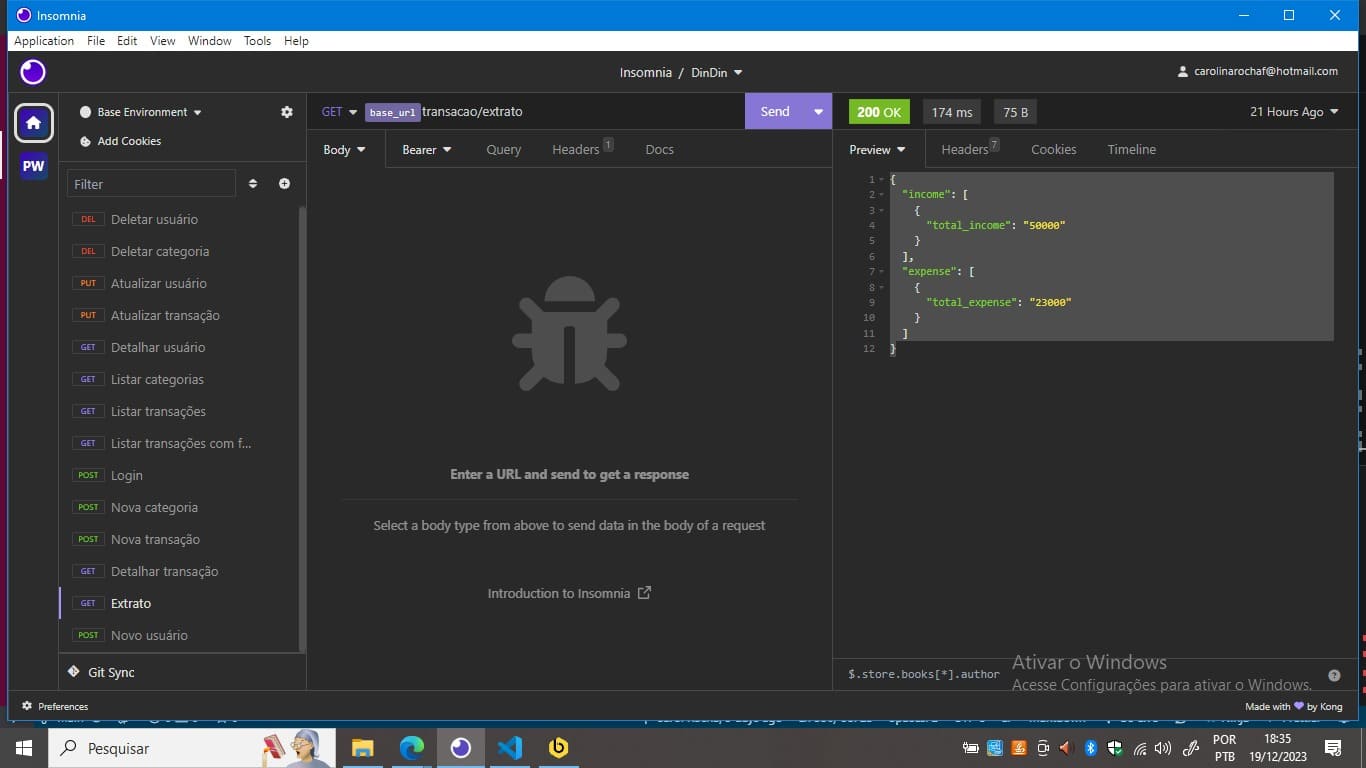 Insomnia
Application File Edit View Window Tools Help
Insomnia / DinDin
carolinarochaf@hotmail.com
Base Environment
Add Cookies
PW
Filter
DEL Deletar usuário
DEL Deletar categoria
PUT Atualizar usuário
PUT Atualizar transação
GET Detalhar usuário
GET Listar categorias
GET Listar transações
GET Listar transações com f...
POST Login
POST Nova categoria
POST Nova transação
GET Detalhar transação
GET Extrato
POST Novo usuário
Git Sync
GET base_url transacao/extrato Send
Body Bearer Query Headers 1 Docs
Enter a URL and send to get a response
Select a body type from above to send data in the body of a request
Introduction to Insomnia
200 OK 174 ms 75 B 21 Hours Ago
Preview Headers 7 Cookies Timeline
1 {
2 "income": [
3 {
4 "total_income": "50000"
5 }
6 ],
7 "expense": [
8 {
9 "total_expense": "23000"
10 }
11 ]
12 }
$.store.books[*].author
Ativar o Windows
Acesse Configurações para ativar o Windows.
Preferences
Made with by Kong
Pesquisar
POR
PTB
18:35
19/12/2023